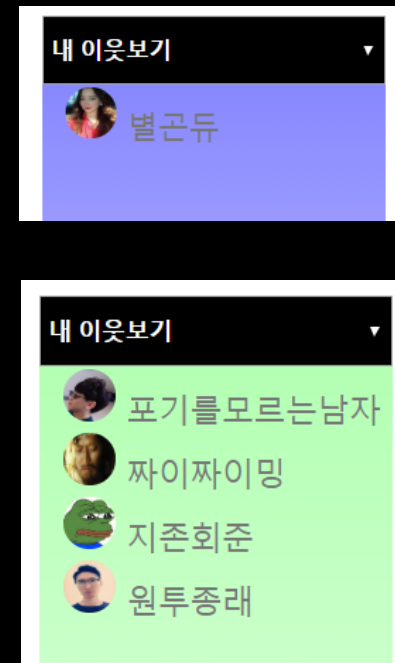 내 이웃보기 ▼
별곤듀
내 이웃보기 ▼
포기를모르는남자
짜이짜이밍
지존회준
원투종래